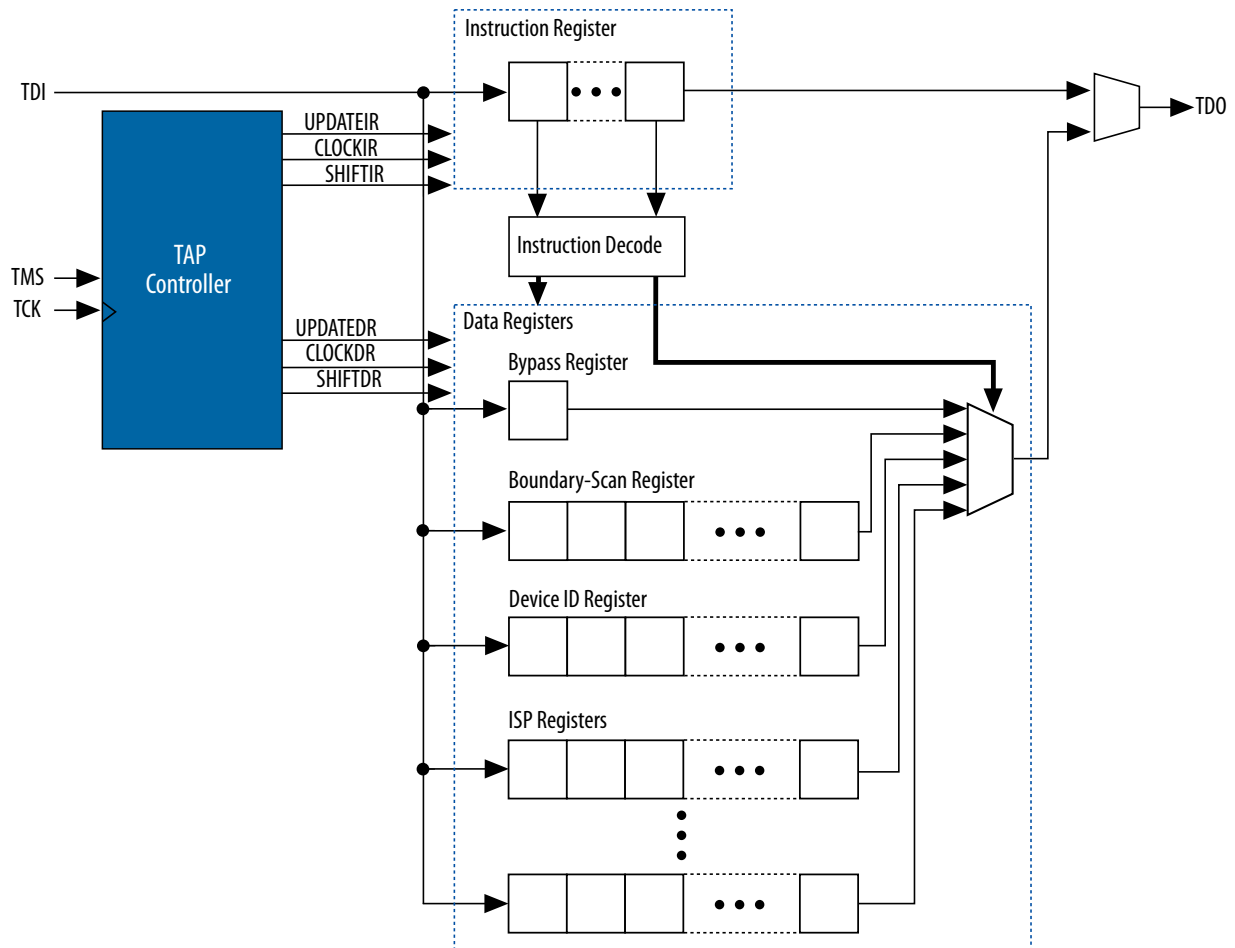 Instruction Register
TDI
TDO
UPDATEIR
CLOCKIR
SHIFTIR
TAP
Controller
Instruction Decode
TMS
TCK
UPDATEDR
CLOCKDR
SHIFTDR
Data Registers
Bypass Register
Boundary-Scan Register
Device ID Register
ISP Registers